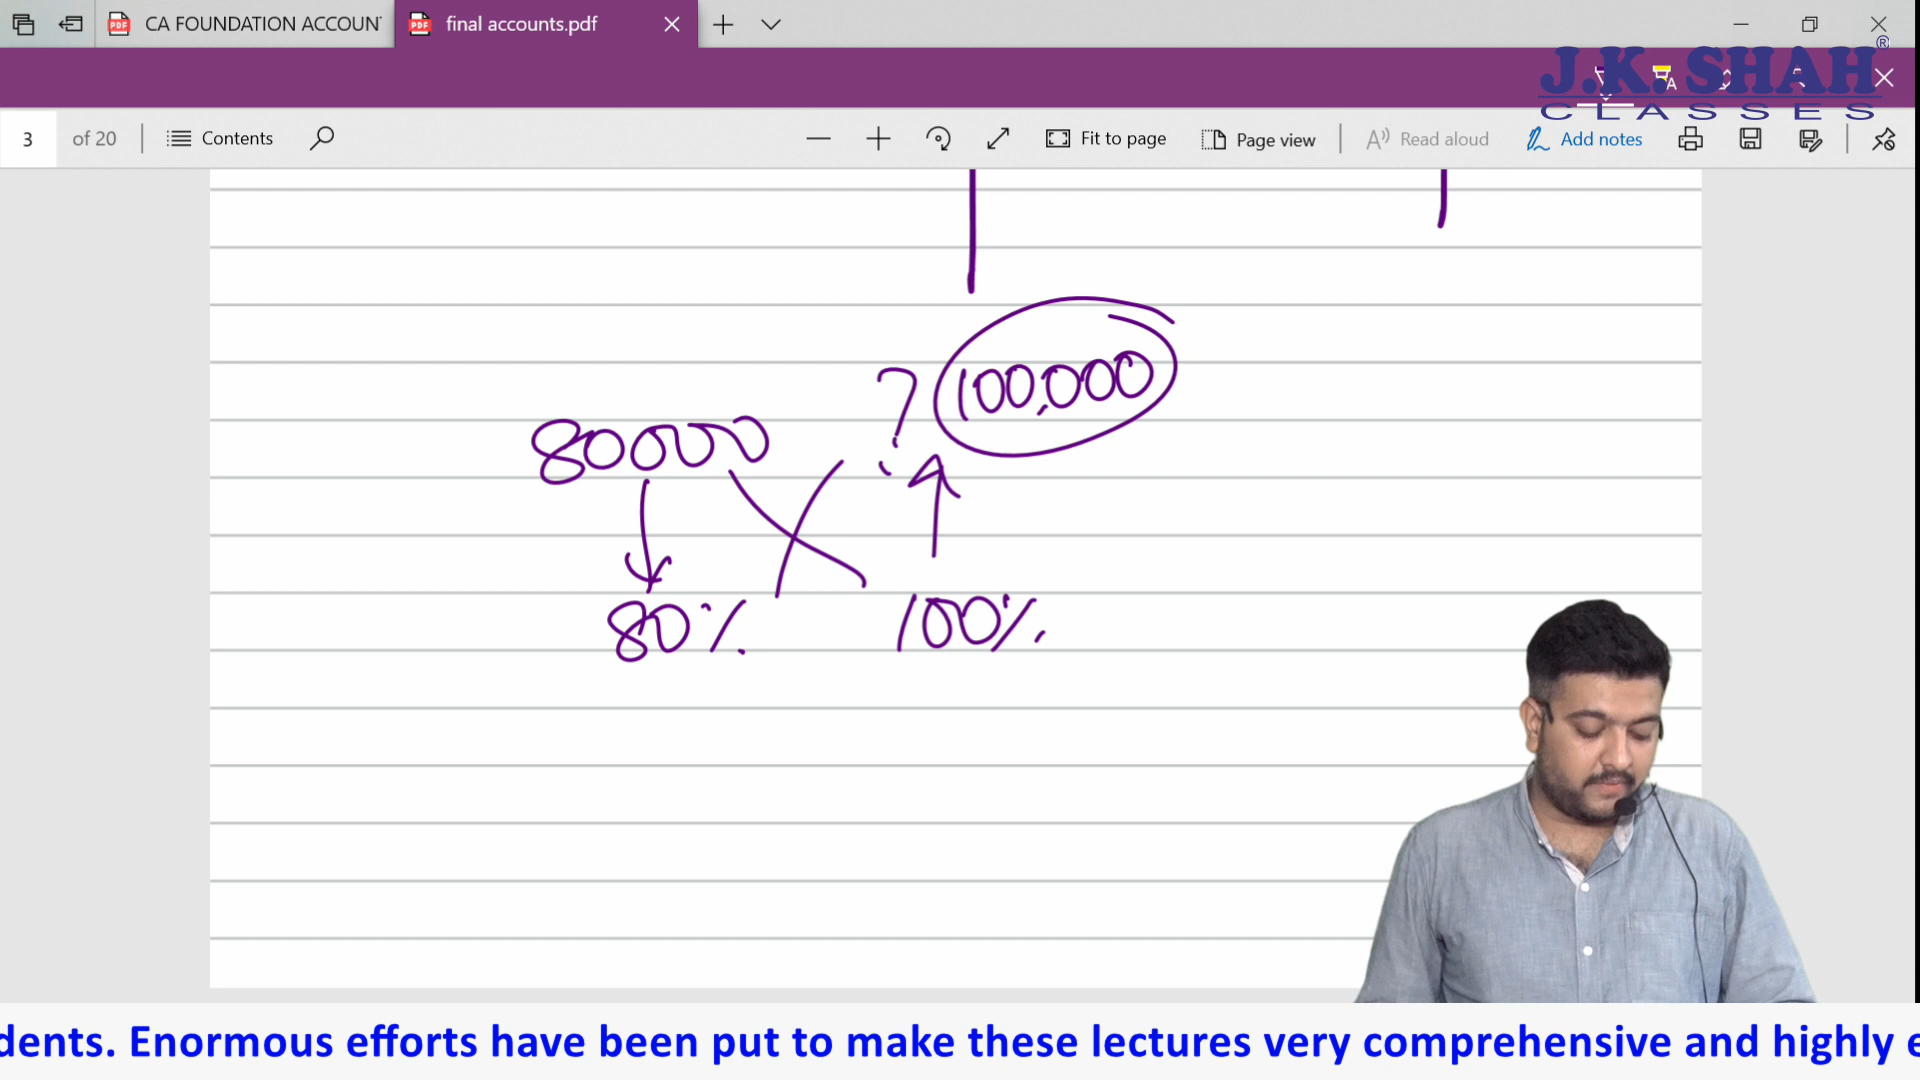 CA FOUNDATION ACCOUN
final accounts.pdf
J.K. SHAH®
CLASSES
3 of 20
Contents
Fit to page
Page view
Read aloud
Add notes
? 100,000
80000
80% 100%
dents. Enormous efforts have been put to make these lectures very comprehensive and highly e